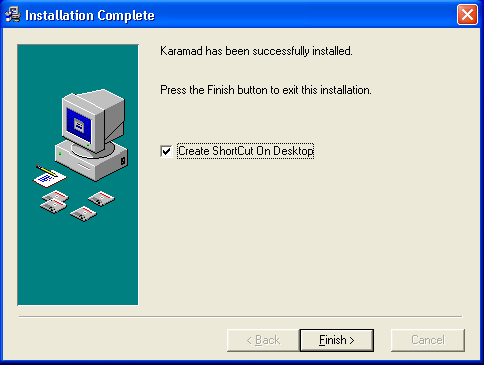 Installation Complete
Karamad has been successfully installed.
Press the Finish button to exit this installation.
Create ShortCut On Desktop
< Back
Finish >
Cancel